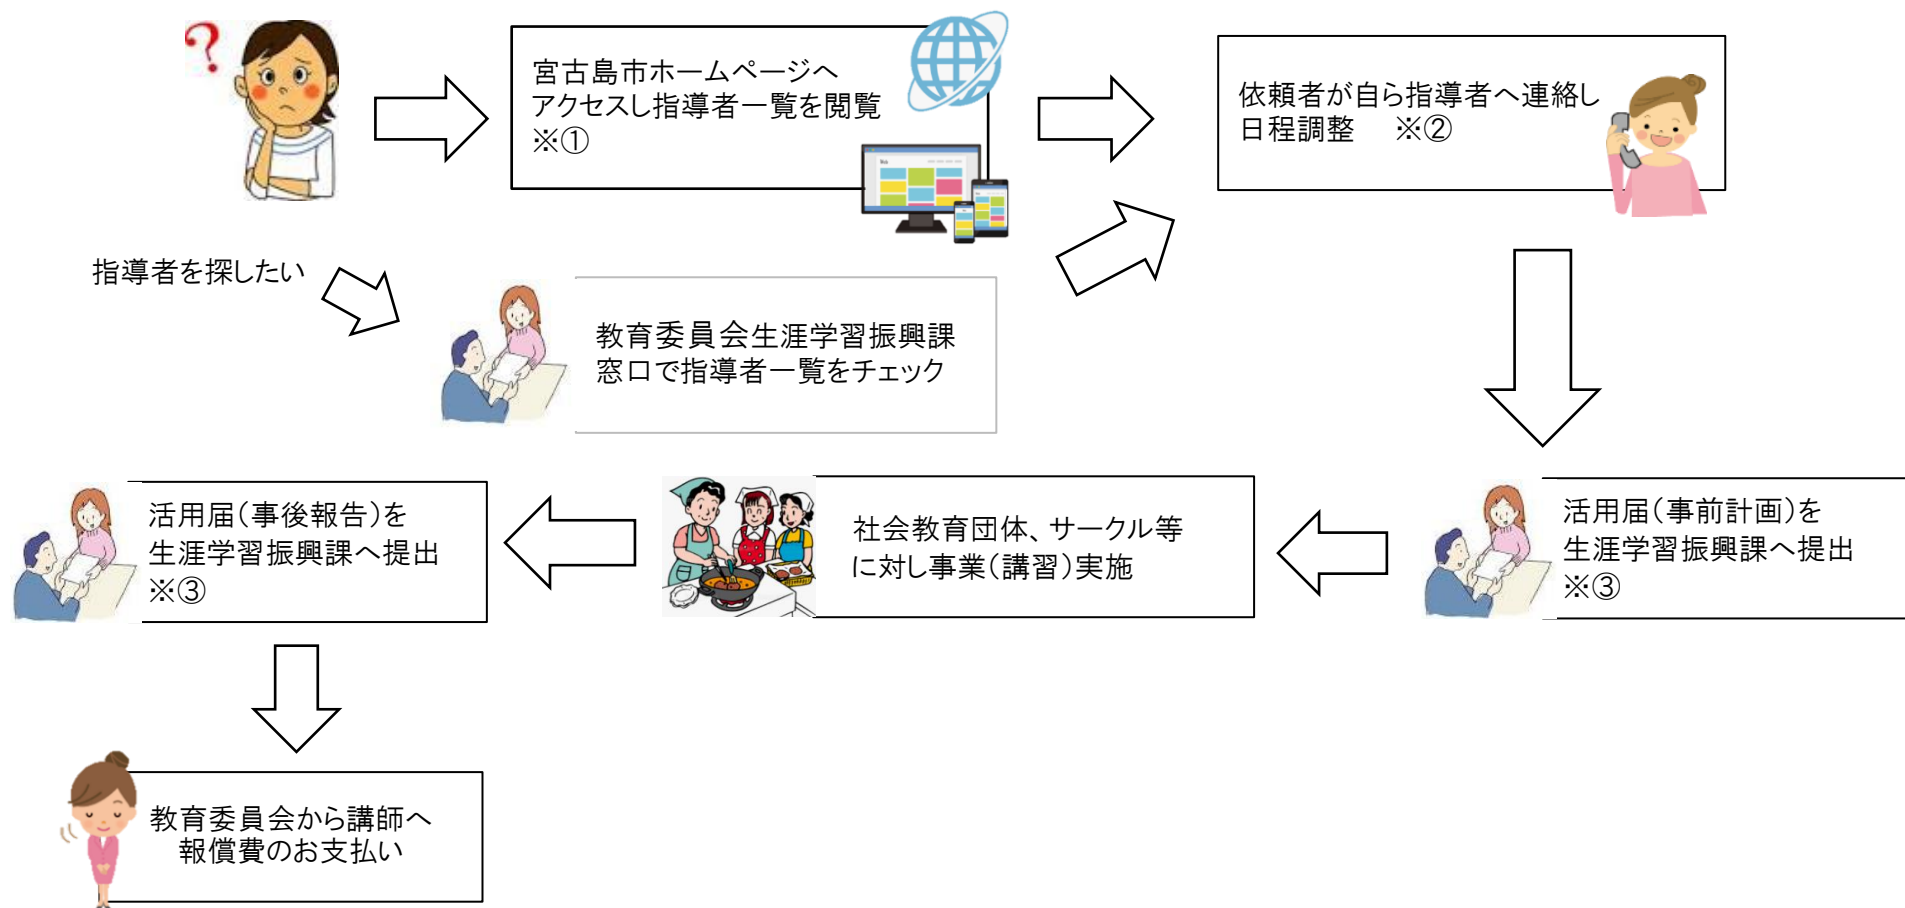 ?
宮古島市ホームページへ
アクセスし指導者一覧を閲覧
※①
依頼者が自ら指導者へ連絡し
日程調整　※②
指導者を探したい
教育委員会生涯学習振興課
窓口で指導者一覧をチェック
活用届（事前計画）を
生涯学習振興課へ提出
※③
社会教育団体、サークル等
に対し事業（講習）実施
活用届（事後報告）を
生涯学習振興課へ提出
※③
教育委員会から講師へ
報償費のお支払い